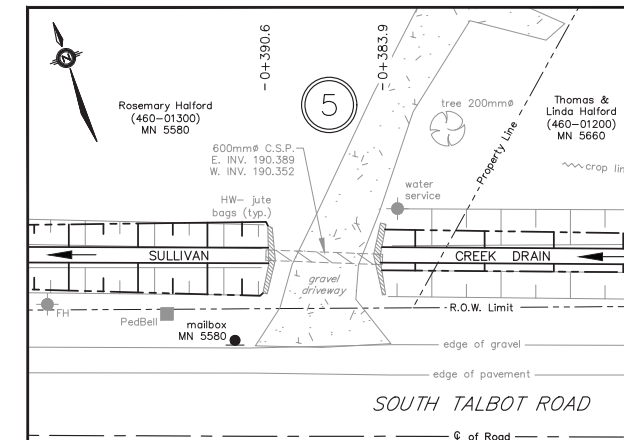 N
-0+390.6
-0+383.9
5
Rosemary Halford
(460-01300)
MN 5580
tree 200mmø
Thomas &
Linda Halford
(460-01200)
MN 5660
Property Line
600mmø C.S.P.
E. INV. 190.389
W. INV. 190.352
crop lin
water
service
HW- jute
bags (typ.)
SULLIVAN
CREEK DRAIN
gravel
driveway
R.O.W. Limit
FH
PedBell
mailbox
MN 5580
edge of gravel
edge of pavement
SOUTH TALBOT ROAD
℄ of Road